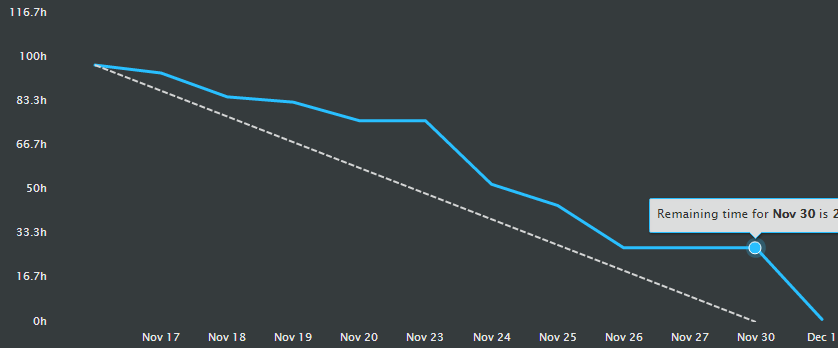 116.7h
100h
83.3h
66.7h
50h
33.3h
16.7h
0h
Remaining time for Nov 30 is 2
Nov 17 Nov 18 Nov 19 Nov 20 Nov 23 Nov 24 Nov 25 Nov 26 Nov 27 Nov 30 Dec 1